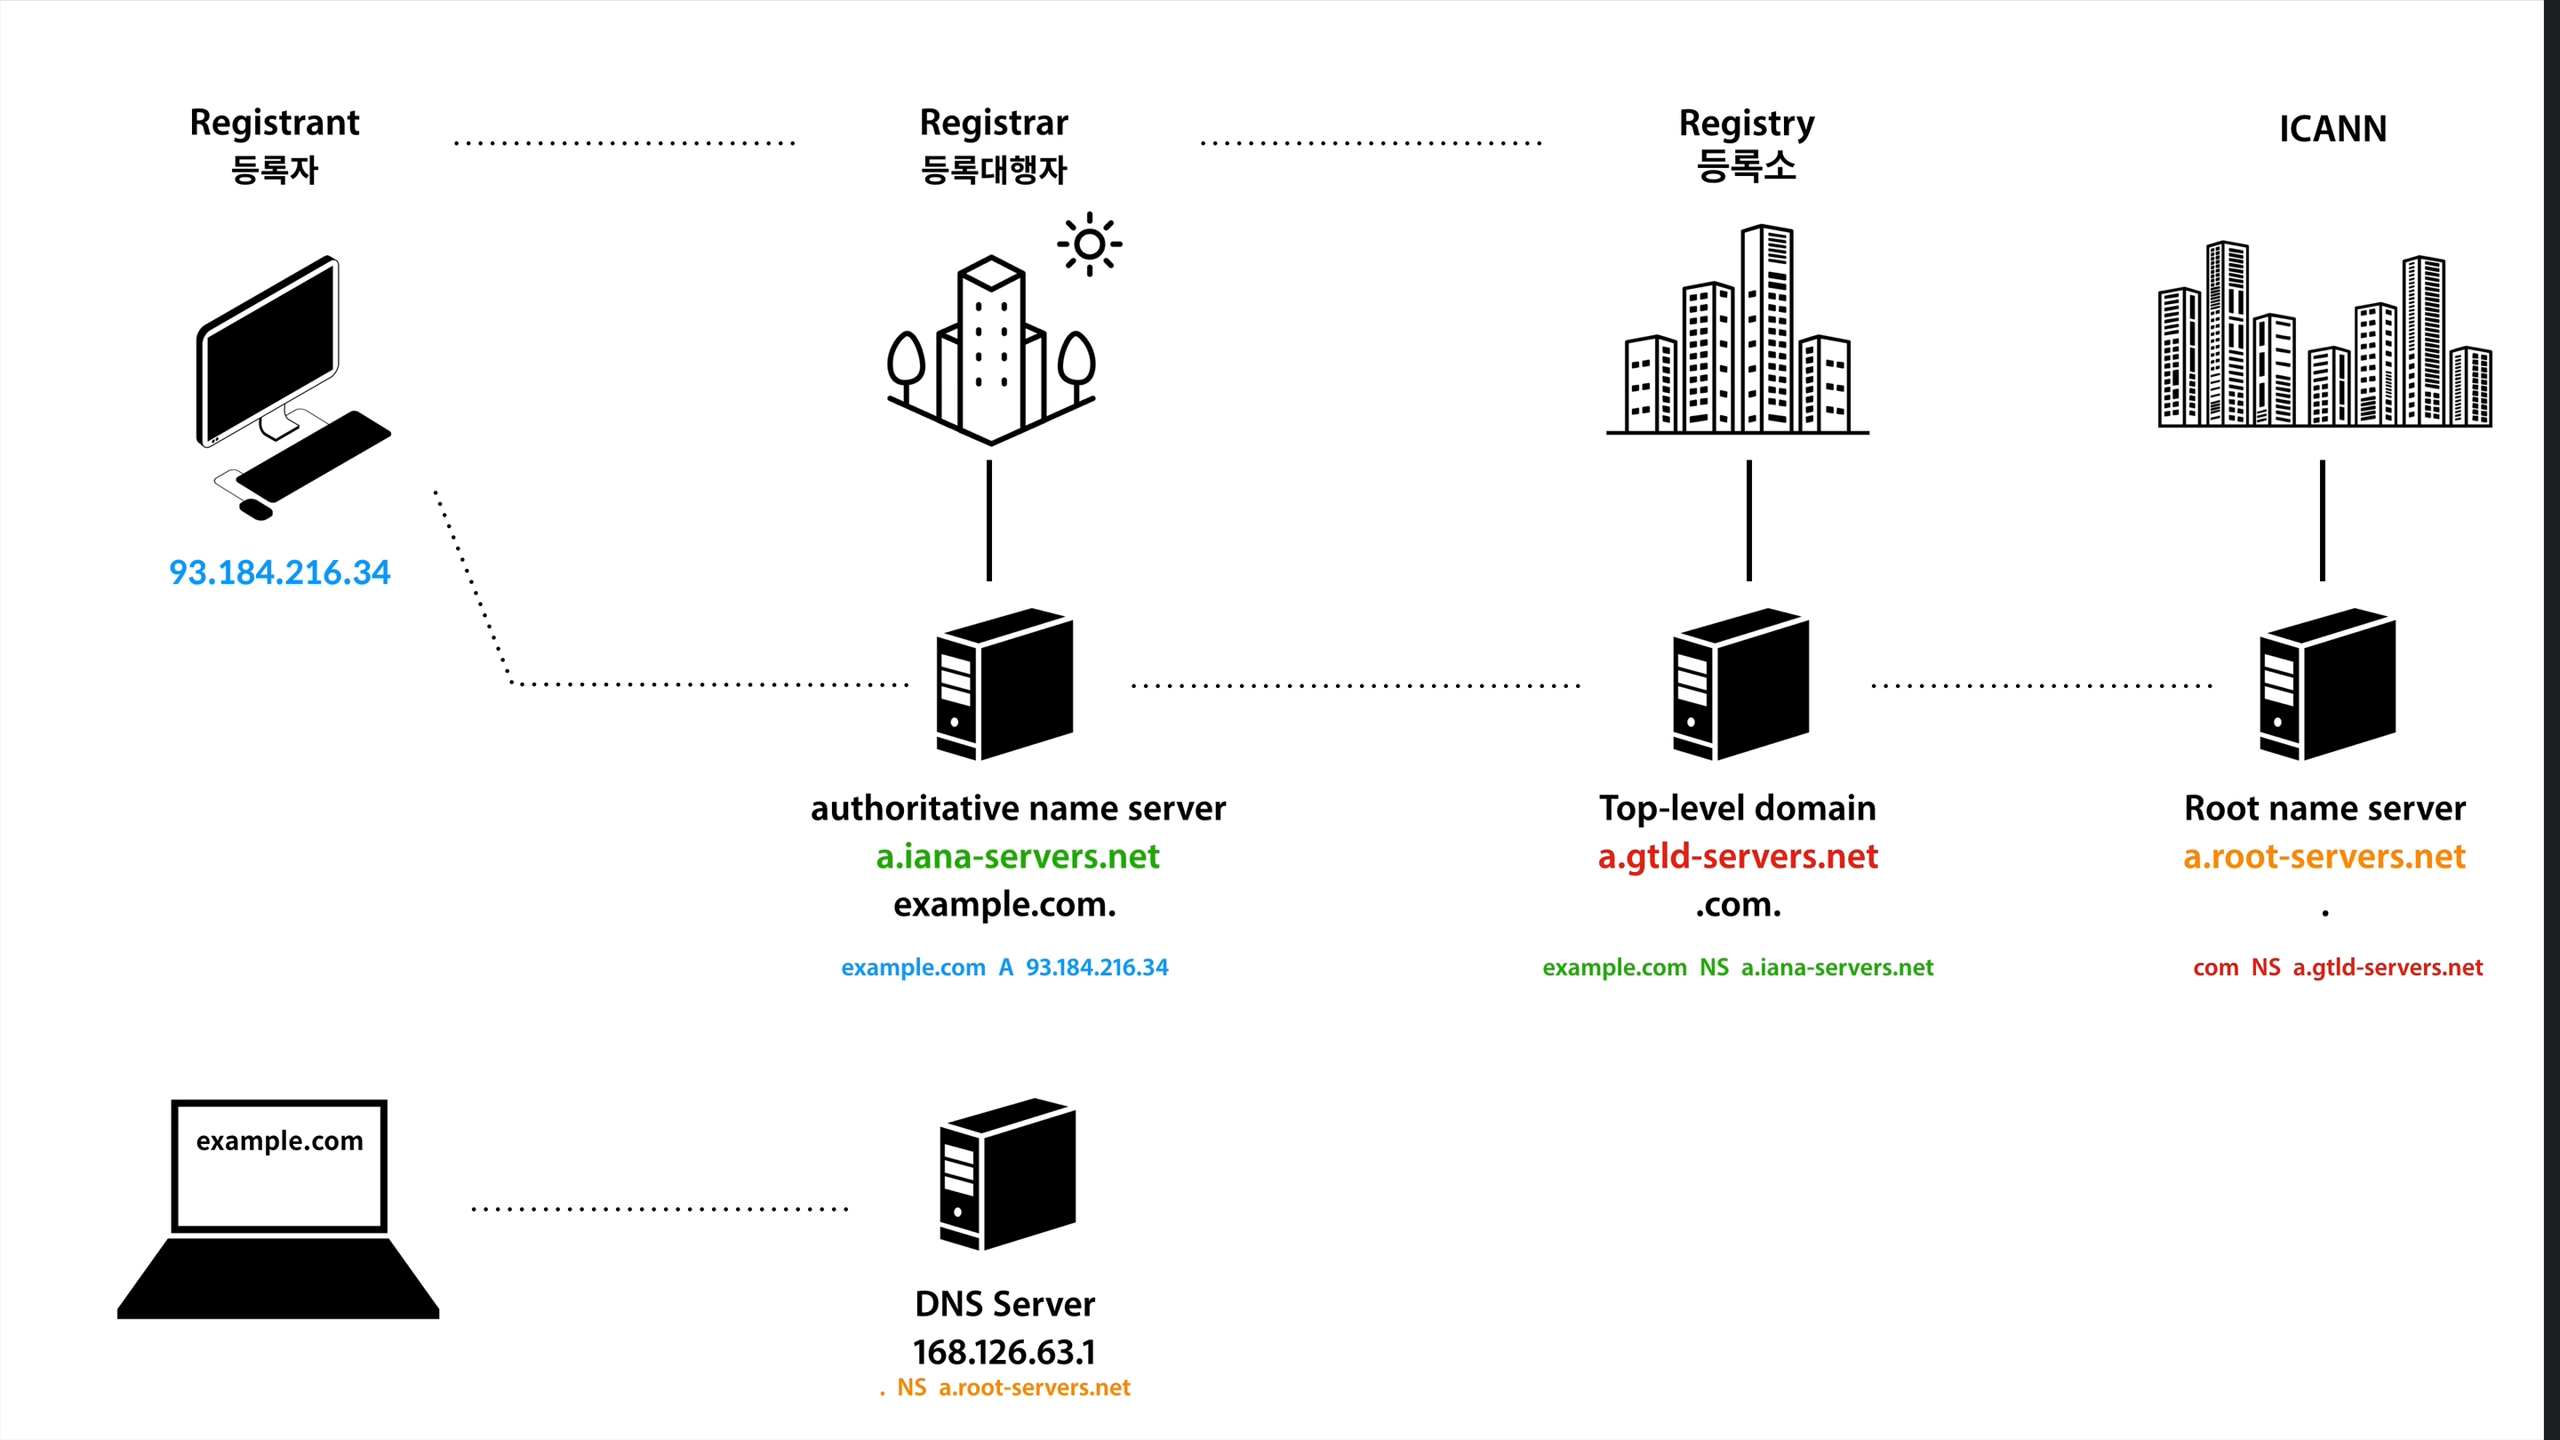 Registrant
등록자
Registrar
등록대행자
Registry
등록소
ICANN
93.184.216.34
authoritative name server
a.iana-servers.net
example.com.
example.com A 93.184.216.34
Top-level domain
a.gtld-servers.net
.com.
example.com NS a.iana-servers.net
Root name server
a.root-servers.net
.
com NS a.gtld-servers.net
example.com
DNS Server
168.126.63.1
. NS a.root-servers.net